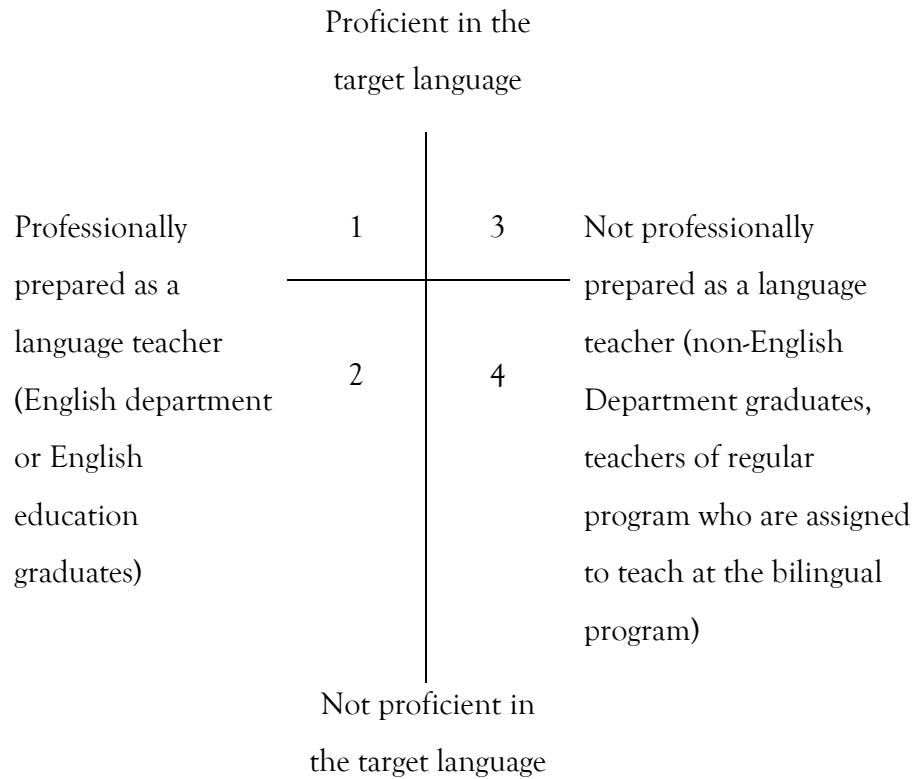 Proficient in the
target language
Professionally
prepared as a
language teacher
(English department
or English
education
graduates)
1
3
2
4
Not professionally
prepared as a language
teacher (non-English
Department graduates,
teachers of regular
program who are assigned
to teach at the bilingual
program)
Not proficient in
the target language